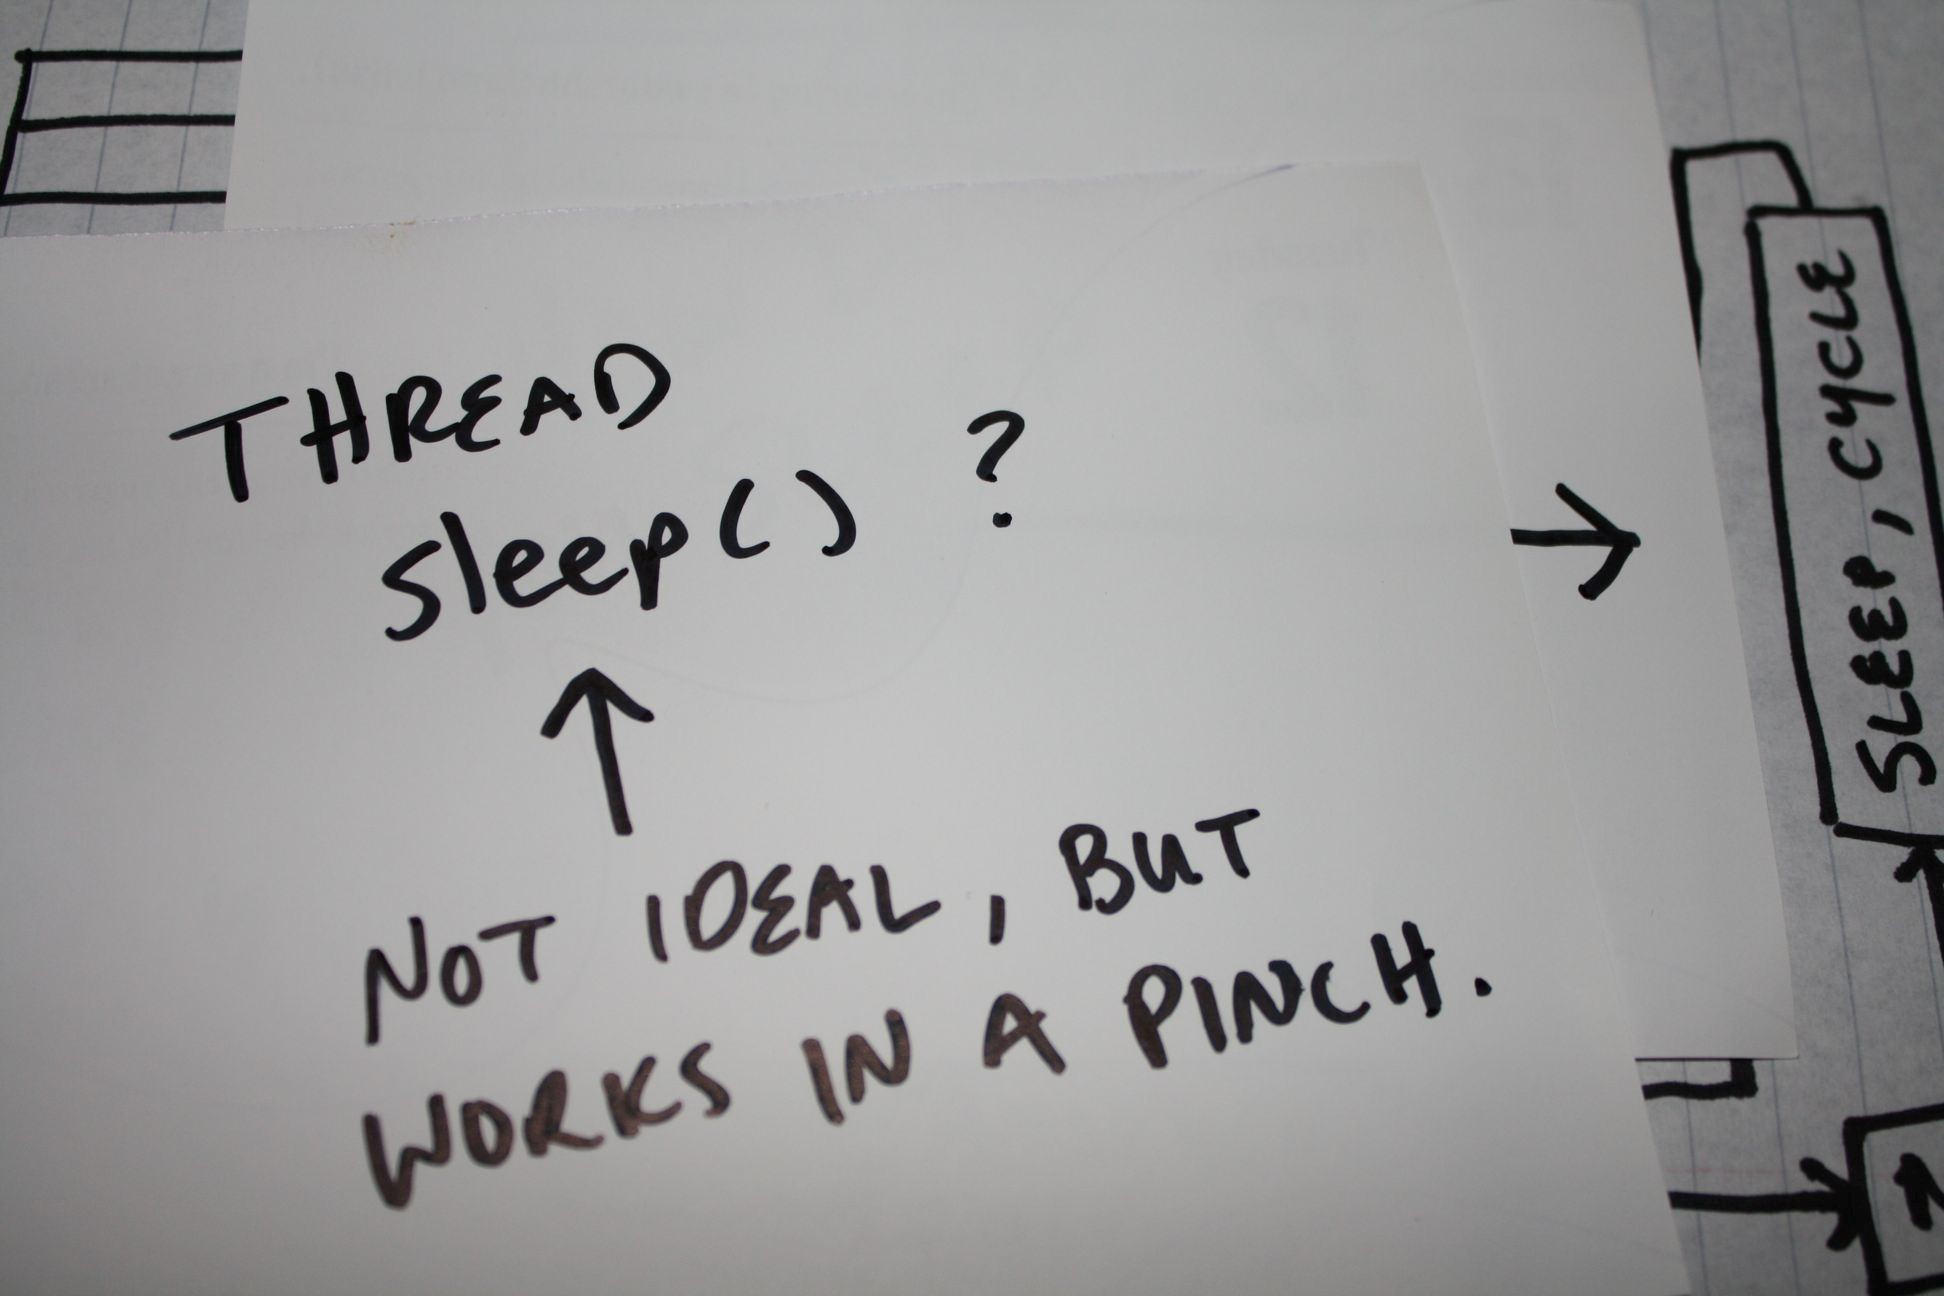 THREAD
sleep() ?
NOT IDEAL, BUT
WORKS IN A PINCH.
SLEEP, CYCLE